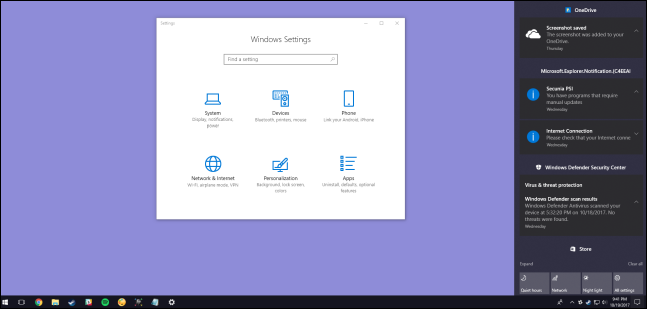 Settings
Windows Settings
Find a setting
System
Display, notifications,
power
Devices
Bluetooth, printers, mouse
Phone
Link your Android, iPhone
Network & Internet
Wi-Fi, airplane mode, VPN
Personalization
Background, lock screen,
colors
Apps
Uninstall, defaults, optional
features
OneDrive
Screenshot saved
The screenshot was added to your
OneDrive.
Thursday
Microsoft.Explorer.Notification.{C4EEAI
Secunia PSI
You have programs that require
manual updates
Wednesday
Internet Connection
Please check that your Internet conne
Wednesday
Windows Defender Security Center
Virus & threat protection
Windows Defender scan results
Windows Defender Antivirus scanned your
device at 5:32:20 PM on 10/18/2017. No
threats were found.
Wednesday
Store
Expand
Clear all
Quiet hours
Network
Night light
All settings
9:41 PM
10/19/2017